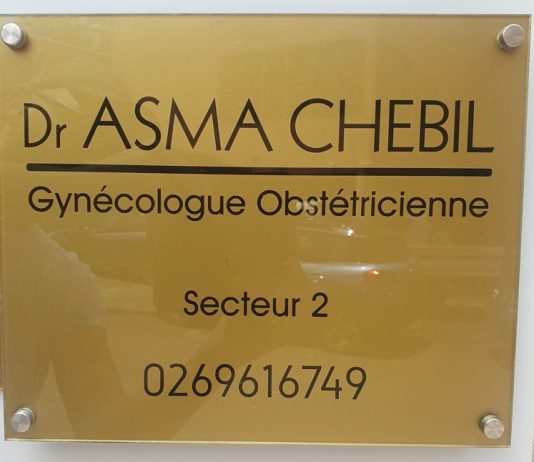 Dr ASMA CHEBIL
Gynécologue Obstétricienne
Secteur 2
0269616749